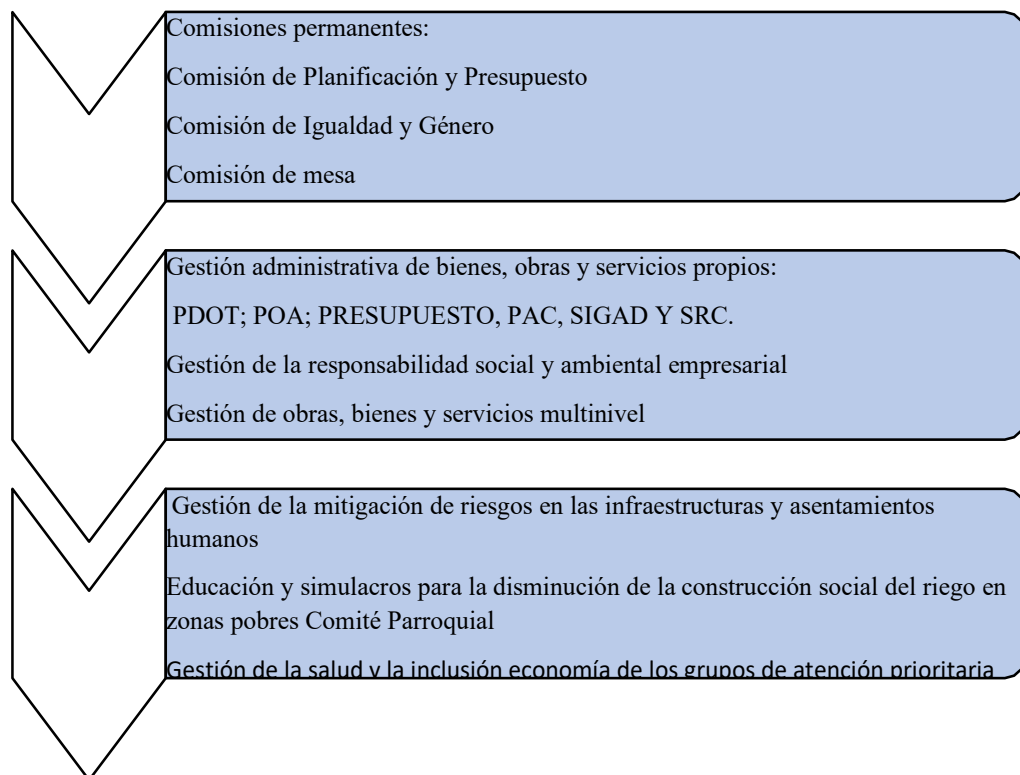 Comisiones permanentes:
Comisión de Planificación y Presupuesto
Comisión de Igualdad y Género
Comisión de mesa
Gestión administrativa de bienes, obras y servicios propios:
PDOT; POA; PRESUPUESTO, PAC, SIGAD Y SRC.
Gestión de la responsabilidad social y ambiental empresarial
Gestión de obras, bienes y servicios multinivel
Gestión de la mitigación de riesgos en las infraestructuras y asentamientos
humanos
Educación y simulacros para la disminución de la construcción social del riego en
zonas pobres Comité Parroquial
Gestión de la salud y la inclusión economía de los grupos de atención prioritaria